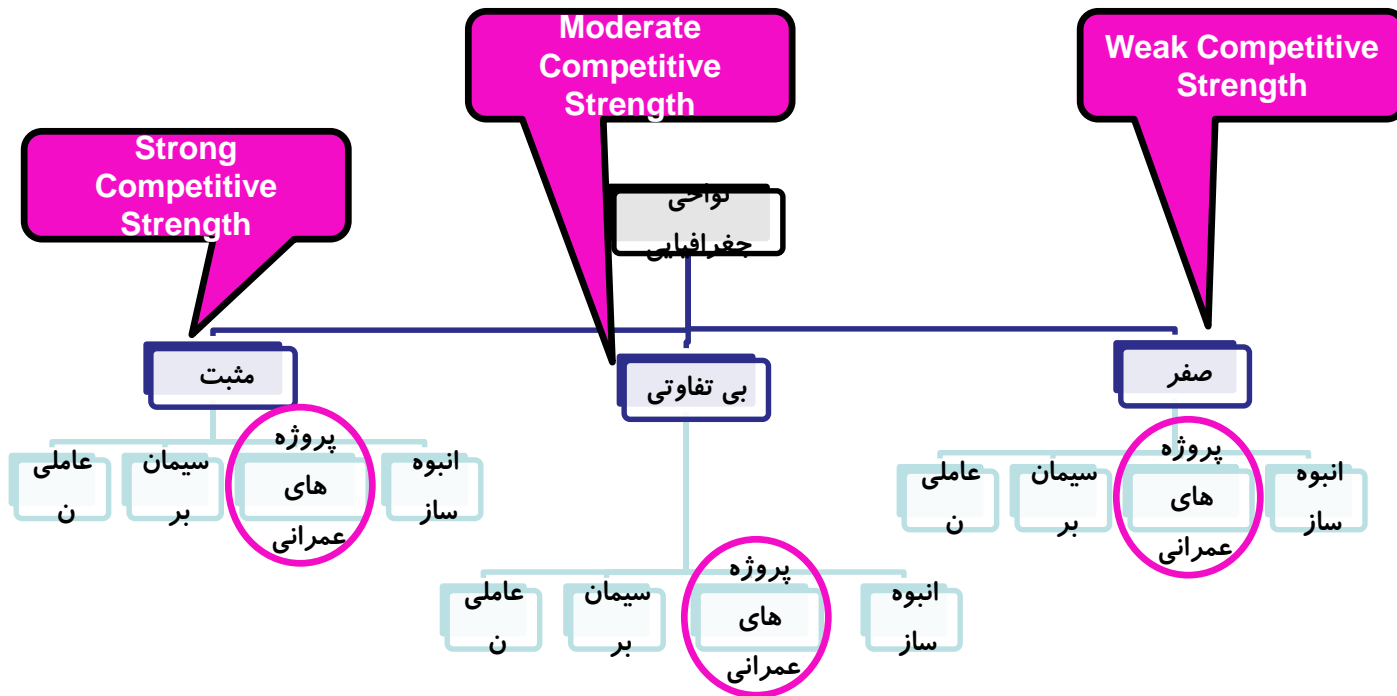 Moderate
Competitive
Strength
Weak Competitive
Strength
Strong
Competitive
Strength
نواحی
جغرافیایی
مثبت
بی تفاوتی
صفر
عاملی
ن
سیمان
بر
پروژه
های
عمرانی
انبوه
ساز
عاملی
ن
سیمان
بر
پروژه
های
عمرانی
انبوه
ساز
عاملی
ن
سیمان
بر
پروژه
های
عمرانی
انبوه
ساز